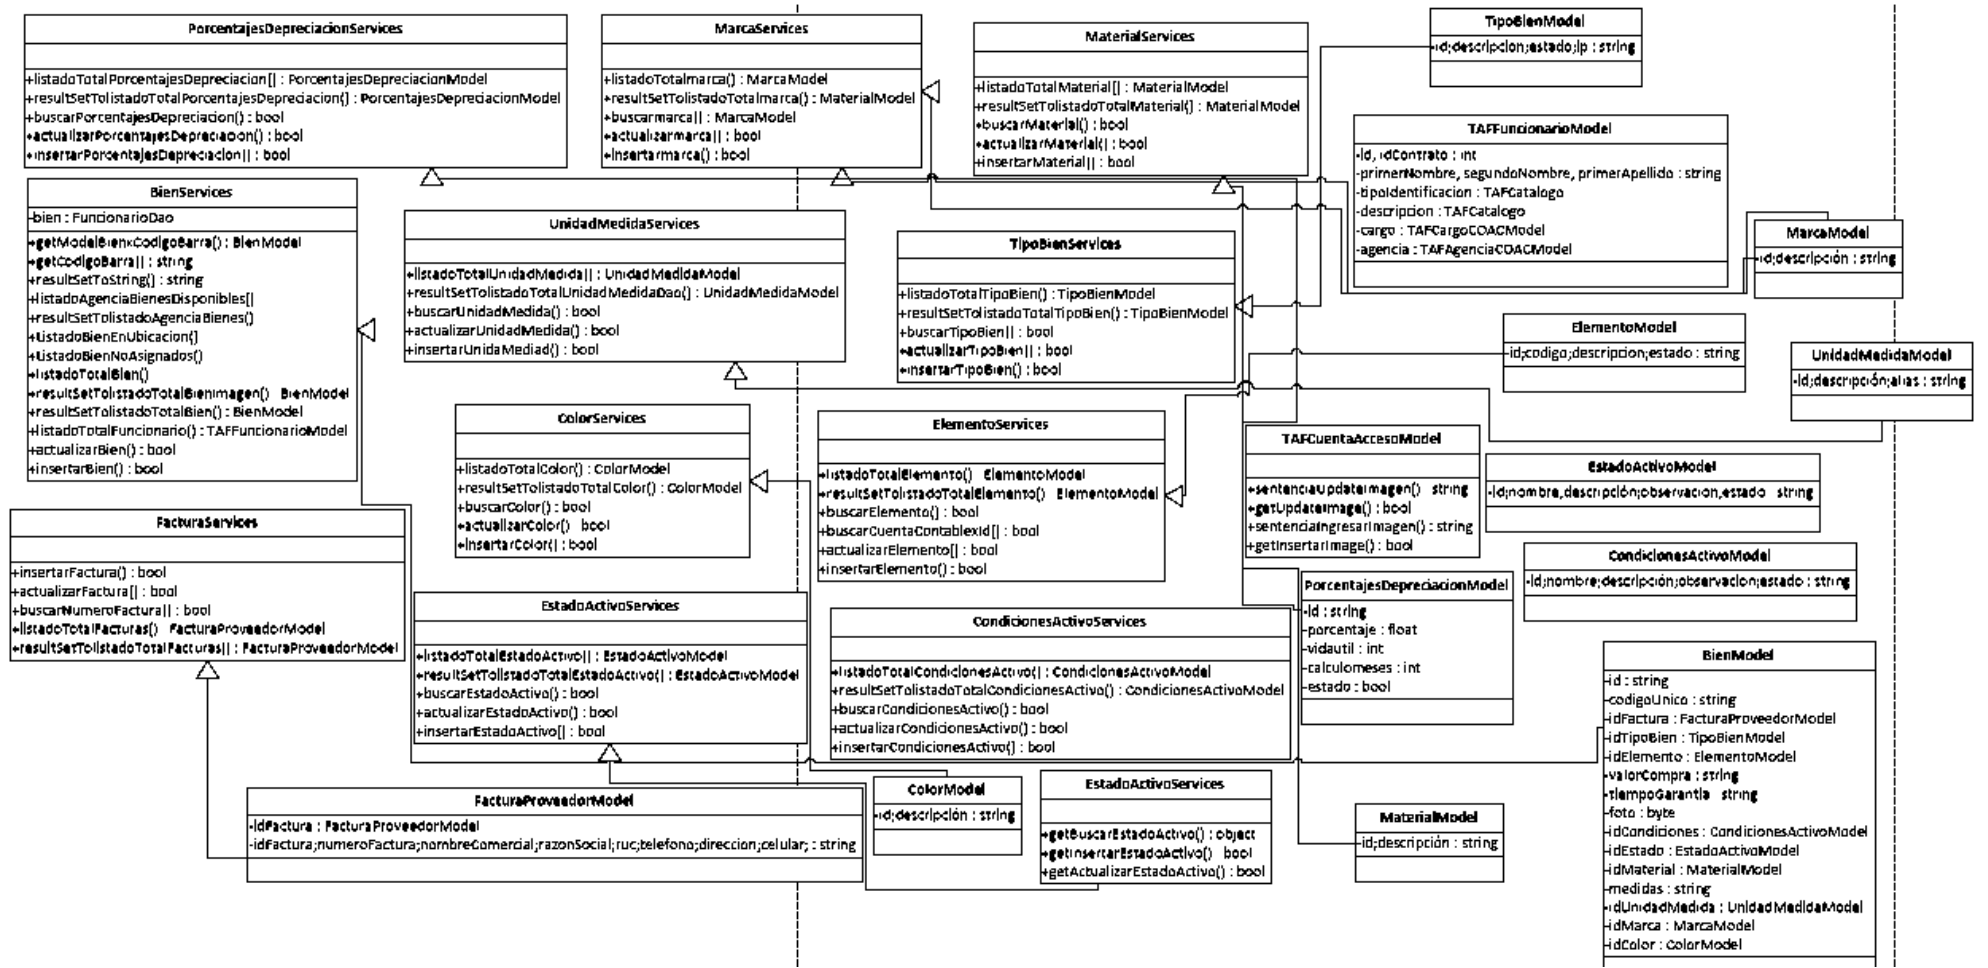 PorcentajesDepreciacionServices
+listadoTotalPorcentajesDepreciacion() : PorcentajesDepreciacionModel
+resultSetTolistadoTotalPorcentajesDepreciacion() : PorcentajesDepreciacionModel
+buscarPorcentajesDepreciacion() : bool
+actualizarPorcentajesDepreciacion() : bool
+insertarPorcentajesDepreciacion() : bool
MarcaServices
+listadoTotalmarca() : MarcaModel
+resultSetTolistadoTotalmarca() : MaterialModel
+buscarmarca() : MarcaModel
+actualizarmarca() : bool
+insertarmarca() : bool
MaterialServices
+listadoTotalMaterial() : MaterialModel
+resultSetTolistadoTotalMaterial() : MaterialModel
+buscarMaterial() : bool
+actualizarMaterial() : bool
+insertarMaterial() : bool
TipoBienModel
-id;descripcion;estado;ip : string
TAFFuncionarioModel
-id, idContrato : int
-primerNombre, segundoNombre, primerApellido : string
-tipoIdentificacion : TAFCatalogo
-descripcion : TAFCatalogo
-cargo : TAFCargoCOACModel
-agencia : TAFAgenciaCOACModel
BienServices
-bien : FuncionarioDao
+getModelBienxCodigoBarra() : BienModel
+getCodigoBarra() : string
+resultSetToString() : string
+listadoAgenciaBienesDisponibles()
+resultSetTolistadoAgenciaBienes()
+ListadoBienEnUbicacion()
+ListadoBienNoAsignados()
+listadoTotalBien()
+resultSetTolistadoTotalBienImagen() BienModel
+resultSetTolistadoTotalBien() : BienModel
+listadoTotalFuncionario() : TAFFuncionarioModel
+actualizarBien() : bool
+insertarBien() : bool
UnidadMedidaServices
+listadoTotalUnidadMedida() : UnidadMedidaModel
+resultSetTolistadoTotalUnidadMedidaDao() : UnidadMedidaModel
+buscarUnidadMedida() : bool
+actualizarUnidadMedida() : bool
+insertarUnidaMediad() : bool
TipoBienServices
+listadoTotalTipoBien() : TipoBienModel
+resultSetTolistadoTotalTipoBien() : TipoBienModel
+buscarTipoBien() : bool
+actualizarTipoBien() : bool
+insertarTipoBien() : bool
MarcaModel
-id;descripción : string
ElementoModel
-id;codigo;descripcion;estado : string
UnidadMedidaModel
-id;descripción;alias : string
ColorServices
+listadoTotalColor() : ColorModel
+resultSetTolistadoTotalColor() : ColorModel
+buscarColor() : bool
+actualizarColor() bool
+insertarColor() : bool
ElementoServices
+listadoTotalElemento() ElementoModel
+resultSetTolistadoTotalElemento() ElementoModel
+buscarElemento() : bool
+buscarCuentaContablexId() : bool
+actualizarElemento() : bool
+insertarElemento() : bool
TAFCuentaAccesoModel
+sentenciaUpdateImagen() string
+getUpdateImage() : bool
+sentenciaIngresarImagen() : string
+getInsertarImage() : bool
EstadoActivoModel
-id;nombre,descripción;observacion,estado string
FacturaServices
+insertarFactura() : bool
+actualizarFactura() : bool
+buscarNumeroFactura() : bool
+listadoTotalFacturas() FacturaProveedorModel
+resultSetTolistadoTotalFacturas() : FacturaProveedorModel
CondicionesActivoModel
-id;nombre;descripción;observacion;estado : string
EstadoActivoServices
+listadoTotalEstadoActivo() : EstadoActivoModel
+resultSetTolistadoTotalEstadoActivo() : EstadoActivoModel
+buscarEstadoActivo() : bool
+actualizarEstadoActivo() : bool
+insertarEstadoActivo() : bool
CondicionesActivoServices
+listadoTotalCondicionesActivo() : CondicionesActivoModel
+resultSetTolistadoTotalCondicionesActivo() : CondicionesActivoModel
+buscarCondicionesActivo() : bool
+actualizarCondicionesActivo() : bool
+insertarCondicionesActivo() : bool
PorcentajesDepreciacionModel
-id : string
-porcentaje : float
-vidautil : int
-calculomeses : int
-estado : bool
BienModel
-id : string
-codigoUnico : string
-idFactura : FacturaProveedorModel
-idTipoBien : TipoBienModel
-idElemento : ElementoModel
-valorCompra : string
-tiempoGarantia string
-foto : byte
-idCondiciones : CondicionesActivoModel
-idEstado : EstadoActivoModel
-idMaterial : MaterialModel
-medidas : string
-idUnidadMedida : UnidadMedidaModel
-idMarca : MarcaModel
-idColor : ColorModel
FacturaProveedorModel
-idFactura : FacturaProveedorModel
-idFactura;numeroFactura;nombreComercial;razonSocial;ruc;telefono;direccion;celular; : string
ColorModel
-id;descripción : string
EstadoActivoServices
+getBuscarEstadoActivo() : object
+getInsertarEstadoActivo() bool
+getActualizarEstadoActivo() : bool
MaterialModel
-id;descripción : string